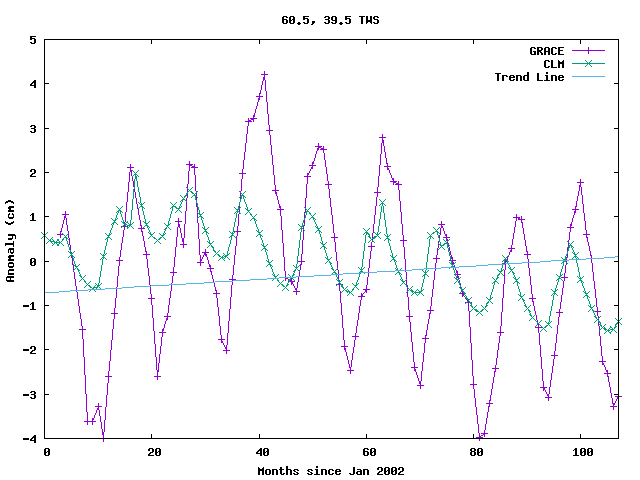 60.5, 39.5 TWS
GRACE
CLM
Trend Line
Anomaly (cm)
5
4
3
2
1
0
-1
-2
-3
-4
0 20 40 60 80 100
Months since Jan 2002